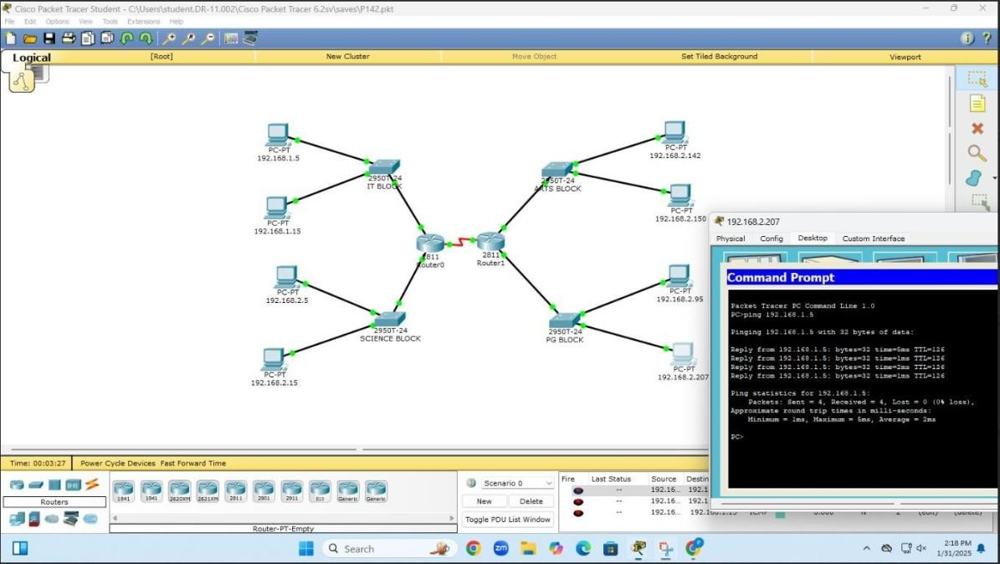 Cisco Packet Tracer Student - C:\Users\student.DR-11.002\Cisco Packet Tracer 6.2sv\saves\P142.pkt
File Edit Options View Tools Extensions Help
Logical [Root] New Cluster Move Object Set Tiled Background Viewport
PC-PT
192.168.1.5
PC-PT
192.168.2.142
2950T-24
IT BLOCK
2950T-24
ARTS BLOCK
PC-PT
192.168.1.15
PC-PT
192.168.2.150
2811
Router0
2811
Router1
PC-PT
192.168.2.5
PC-PT
192.168.2.95
2950T-24
SCIENCE BLOCK
2950T-24
PG BLOCK
PC-PT
192.168.2.15
PC-PT
192.168.2.207
192.168.2.207
Physical Config Desktop Custom Interface
Command Prompt
Packet Tracer PC Command Line 1.0
PC>ping 192.168.1.5
Pinging 192.168.1.5 with 32 bytes of data:
Reply from 192.168.1.5: bytes=32 time=5ms TTL=126
Reply from 192.168.1.5: bytes=32 time=1ms TTL=126
Reply from 192.168.1.5: bytes=32 time=2ms TTL=126
Reply from 192.168.1.5: bytes=32 time=1ms TTL=126
Ping statistics for 192.168.1.5:
Packets: Sent = 4, Received = 4, Lost = 0 (0% loss),
Approximate round trip times in milli-seconds:
Minimum = 1ms, Maximum = 5ms, Average = 2ms
PC>
Time: 00:03:27 Power Cycle Devices Fast Forward Time
Routers
1841 1941 2620XM 2621XM 2811 2901 2911 819 Generic Generic
Router-PT-Empty
Scenario 0
New Delete
Toggle PDU List Window
Fire Last Status Source Destin
-- 192.16... 192.1
-- 192.16... 192.1
-- 192.16... 192.168.1.15 ICMP 0.000 N 2 (edit) (delete)
Search
2:18 PM
1/31/2025